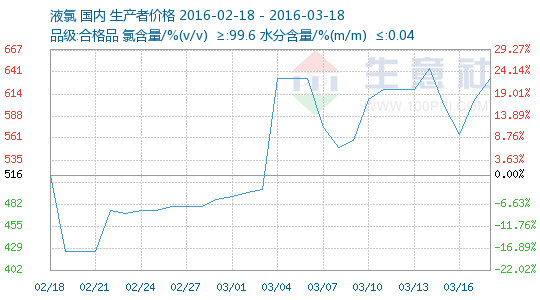 液氯 国内 生产者价格 2016-02-18 - 2016-03-18
品级:合格品 氯含量/%(v/v) ≥:99.6 水分含量/%(m/m) ≤:0.04
667 29.27%
641 24.14%
614 19.01%
588 13.89%
561 8.76%
535 3.63%
516 0.00%
482 -6.63%
455 -11.76%
429 -16.89%
402 -22.02%
生意社
WWW.100PPI.COM
02/18 02/21 02/24 02/27 03/01 03/04 03/07 03/10 03/13 03/16